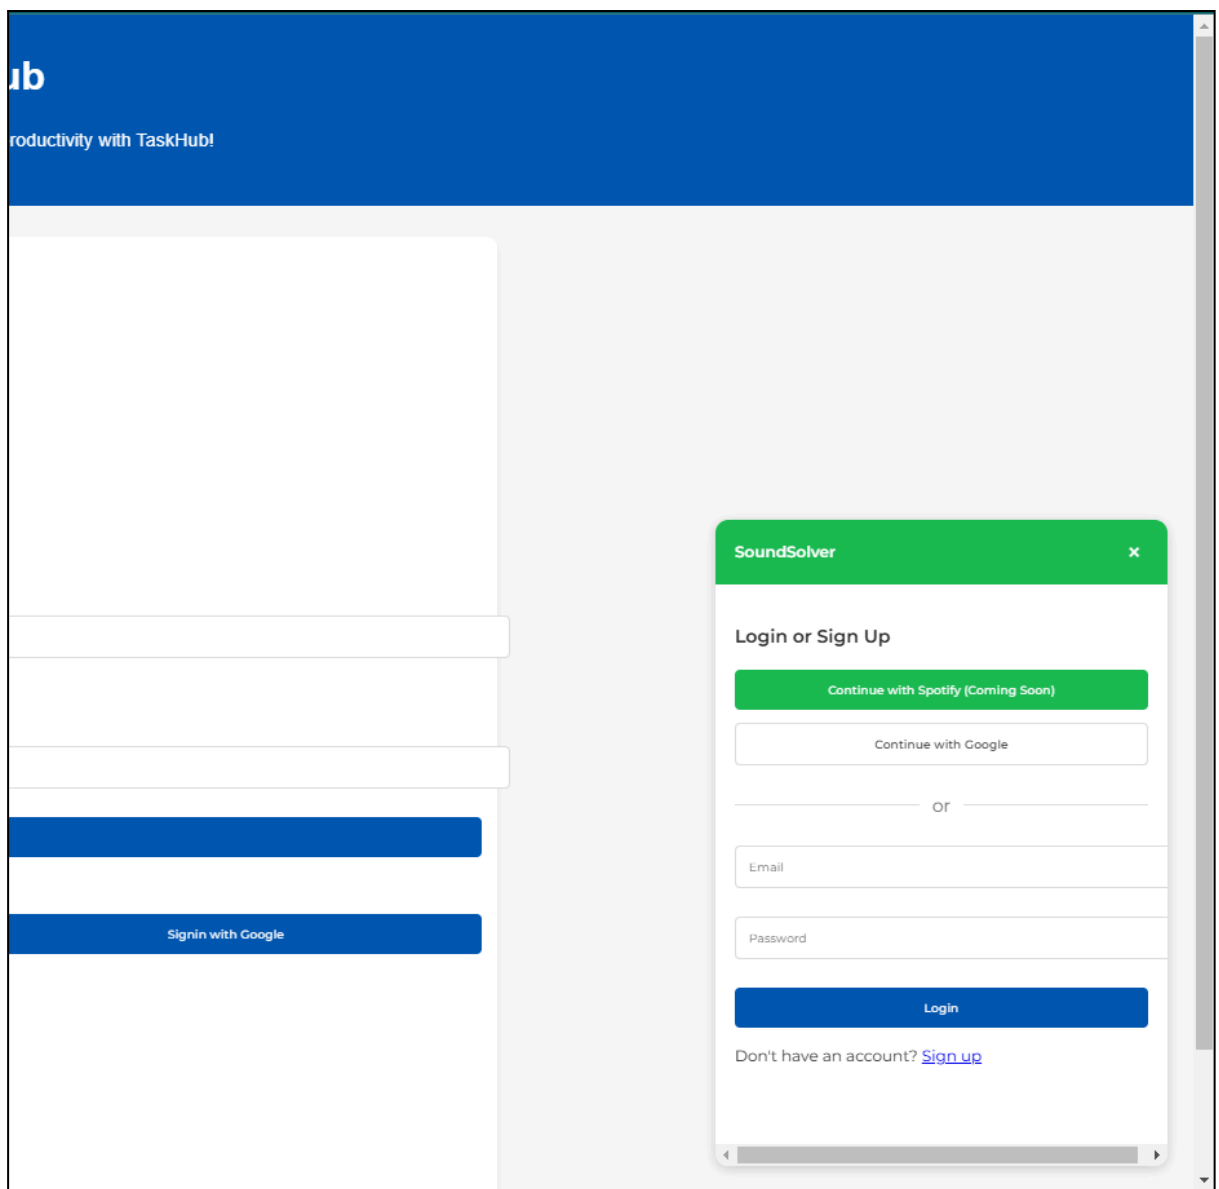 ub
roductivity with TaskHub!
Signin with Google
SoundSolver ×
Login or Sign Up
Continue with Spotify (Coming Soon)
Continue with Google
or
Email
Password
Login
Don't have an account? Sign up